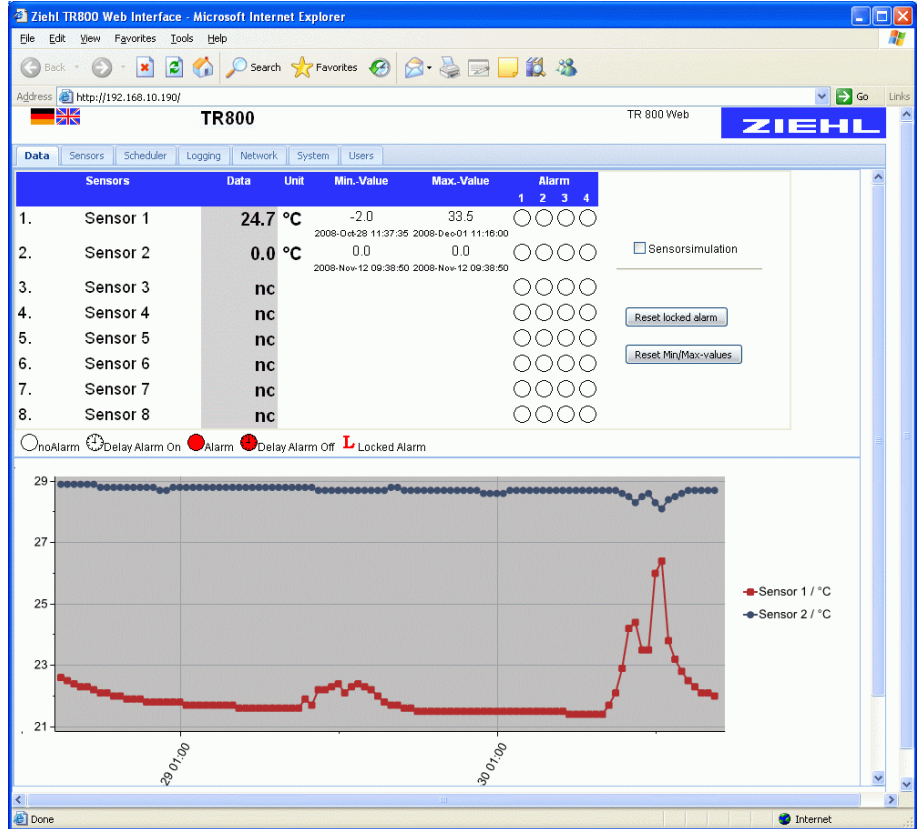 Ziehl TR800 Web Interface - Microsoft Internet Explorer
File Edit View Favorites Tools Help
Back Search Favorites
Address http://192.168.10.190/ Go Links
TR800 TR 800 Web ZIEHL
Data Sensors Scheduler Logging Network System Users
Sensors Data Unit Min.-Value Max.-Value Alarm
1 2 3 4
1. Sensor 1 24.7 °C -2.0 33.5
2008-Oct-28 11:37:35 2008-Dec-01 11:16:00
2. Sensor 2 0.0 °C 0.0 0.0 Sensorsimulation
2008-Nov-12 09:38:50 2008-Nov-12 09:38:50
3. Sensor 3 nc
4. Sensor 4 nc Reset locked alarm
5. Sensor 5 nc
6. Sensor 6 nc Reset Min/Max-values
7. Sensor 7 nc
8. Sensor 8 nc
noAlarm Delay Alarm On Alarm Delay Alarm Off L Locked Alarm
29
27
25
23
21
Sensor 1 / °C
Sensor 2 / °C
29 01:00 30 01:00
Done Internet